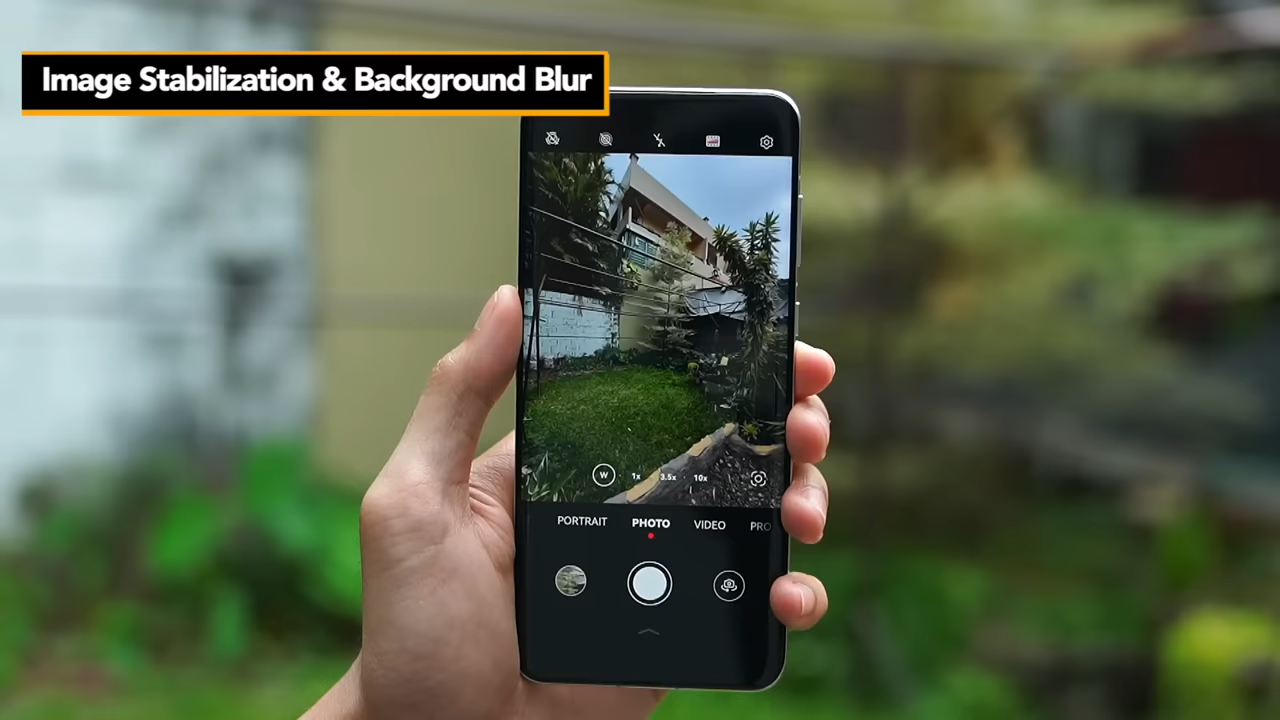 Image Stabilization & Background Blur
W 1x 3.5x 10x
PORTRAIT PHOTO VIDEO PRO